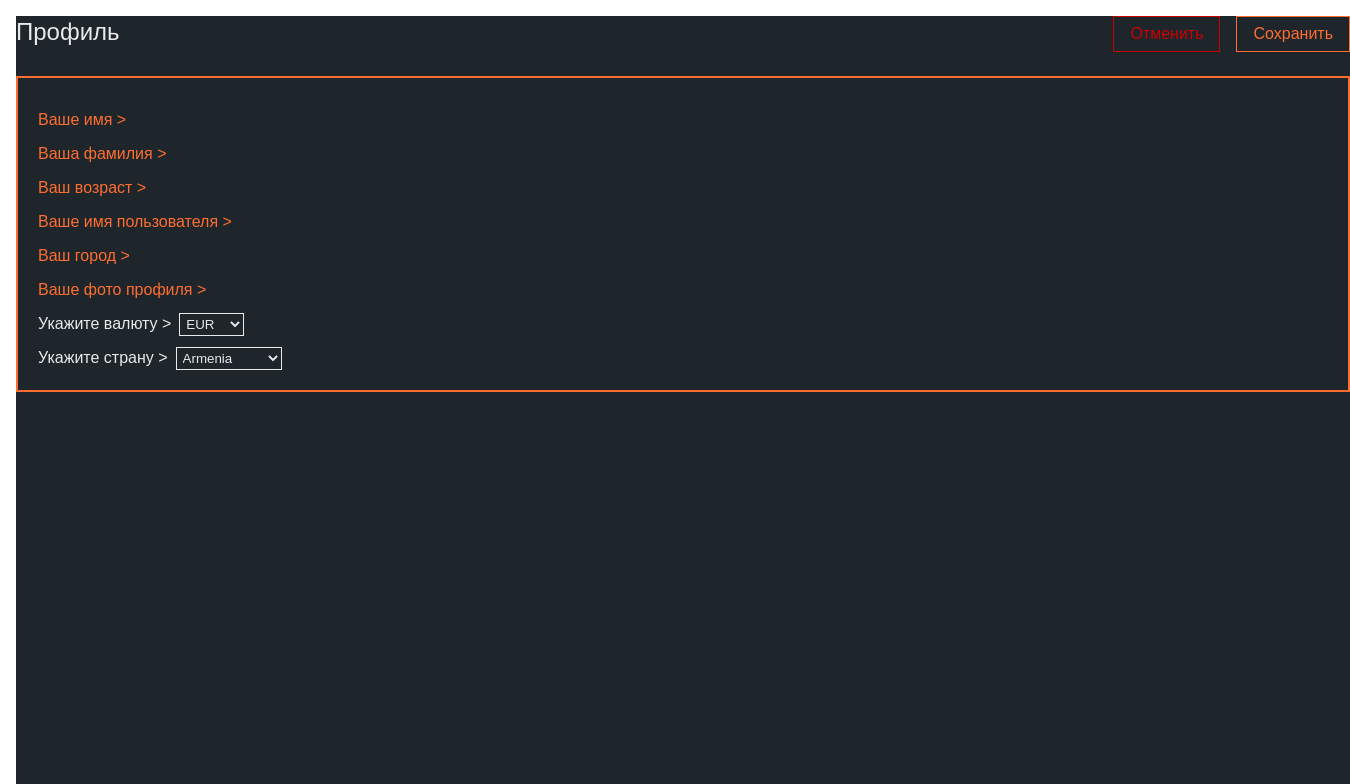 Профиль
Отменить
Сохранить
Ваше имя >
Ваша фамилия >
Ваш возраст >
Ваше имя пользователя >
Ваш город >
Ваше фото профиля >
Укажите валюту > EUR
Укажите страну > Armenia